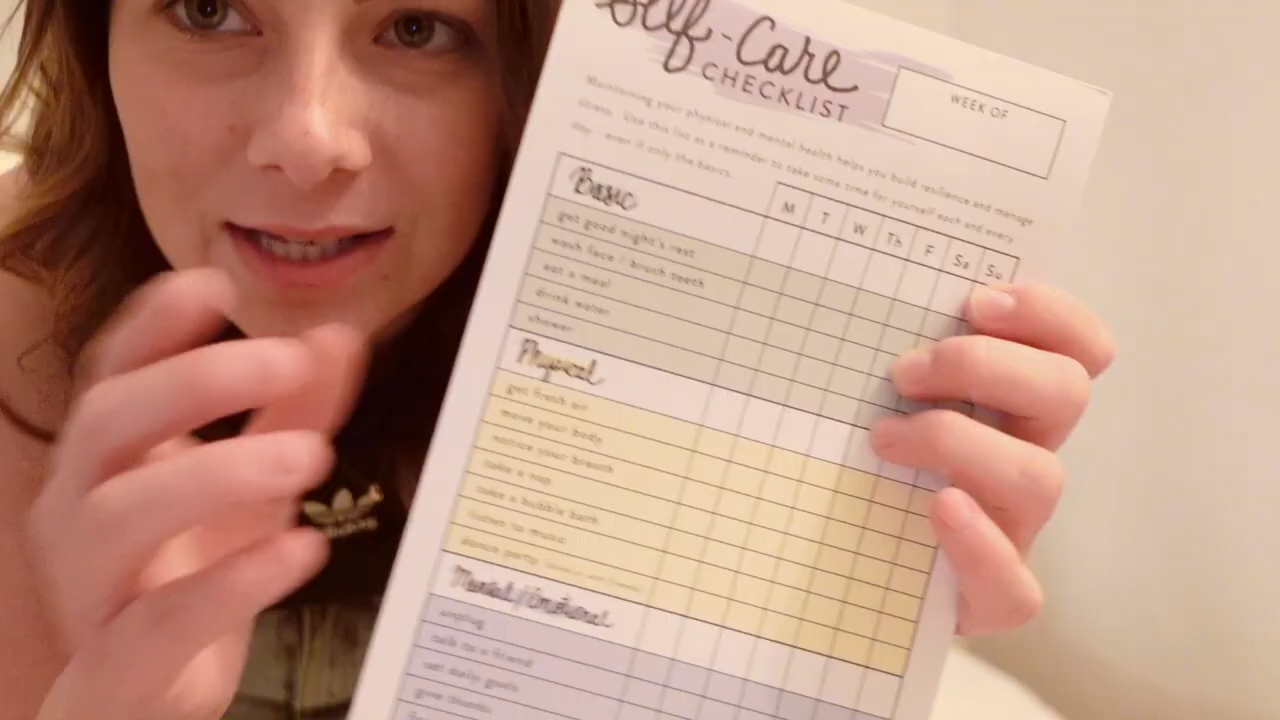 Self-Care
CHECKLIST
WEEK OF
Maintaining your physical and mental health helps you build resilience and manage
stress. Use this list as a reminder to take some time for yourself each and every
day - even if only the basics.
Basic
M T W Th F Sa Su
get good night's rest
wash face / brush teeth
eat a meal
drink water
shower
Physical
get fresh air
move your body
notice your breath
take a nap
take a bubble bath
listen to music
dance party
Mental/Emotional
unplug
talk to a friend
set daily goals
give thanks